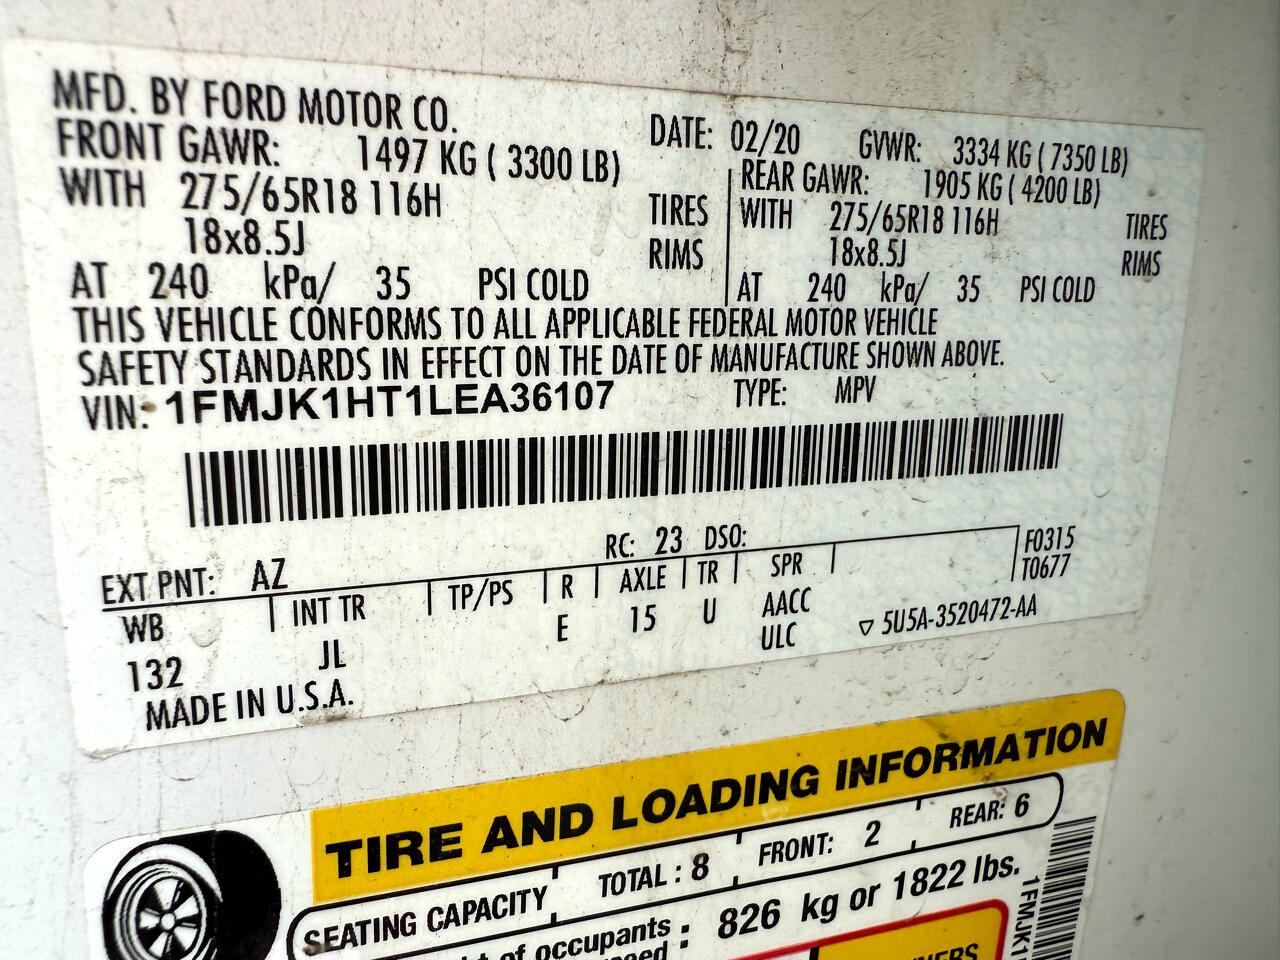 MFD. BY FORD MOTOR CO.
DATE: 02/20 GVWR: 3334 KG ( 7350 LB)
FRONT GAWR: 1497 KG ( 3300 LB) REAR GAWR: 1905 KG ( 4200 LB)
WITH 275/65R18 116H TIRES WITH 275/65R18 116H TIRES
18x8.5J RIMS 18x8.5J RIMS
AT 240 kPa/ 35 PSI COLD AT 240 kPa/ 35 PSI COLD
THIS VEHICLE CONFORMS TO ALL APPLICABLE FEDERAL MOTOR VEHICLE
SAFETY STANDARDS IN EFFECT ON THE DATE OF MANUFACTURE SHOWN ABOVE.
VIN: 1FMJK1HT1LEA36107 TYPE: MPV
EXT PNT: AZ RC: 23 DSO: F0315
WB INT TR TP/PS R AXLE TR SPR T0677
132 JL E 15 U AACC
ULC ▽ 5U5A-3520472-AA
MADE IN U.S.A.
TIRE AND LOADING INFORMATION
SEATING CAPACITY TOTAL : 8 FRONT: 2 REAR: 6
of occupants : 826 kg or 1822 lbs.
1FMJK1